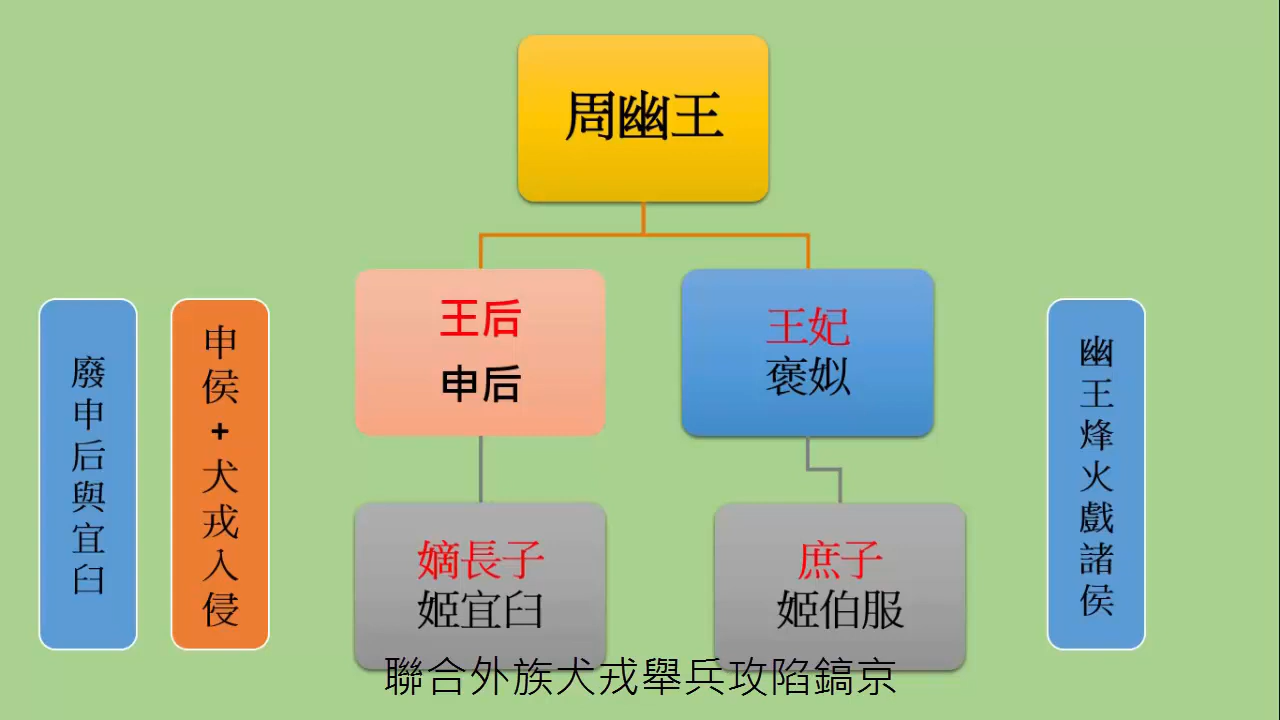 周幽王
王后
申后
王妃
褒姒
嫡長子
姬宜臼
庶子
姬伯服
廢申后與宜臼
申侯+犬戎入侵
幽王烽火戲諸侯
聯合外族犬戎舉兵攻陷鎬京